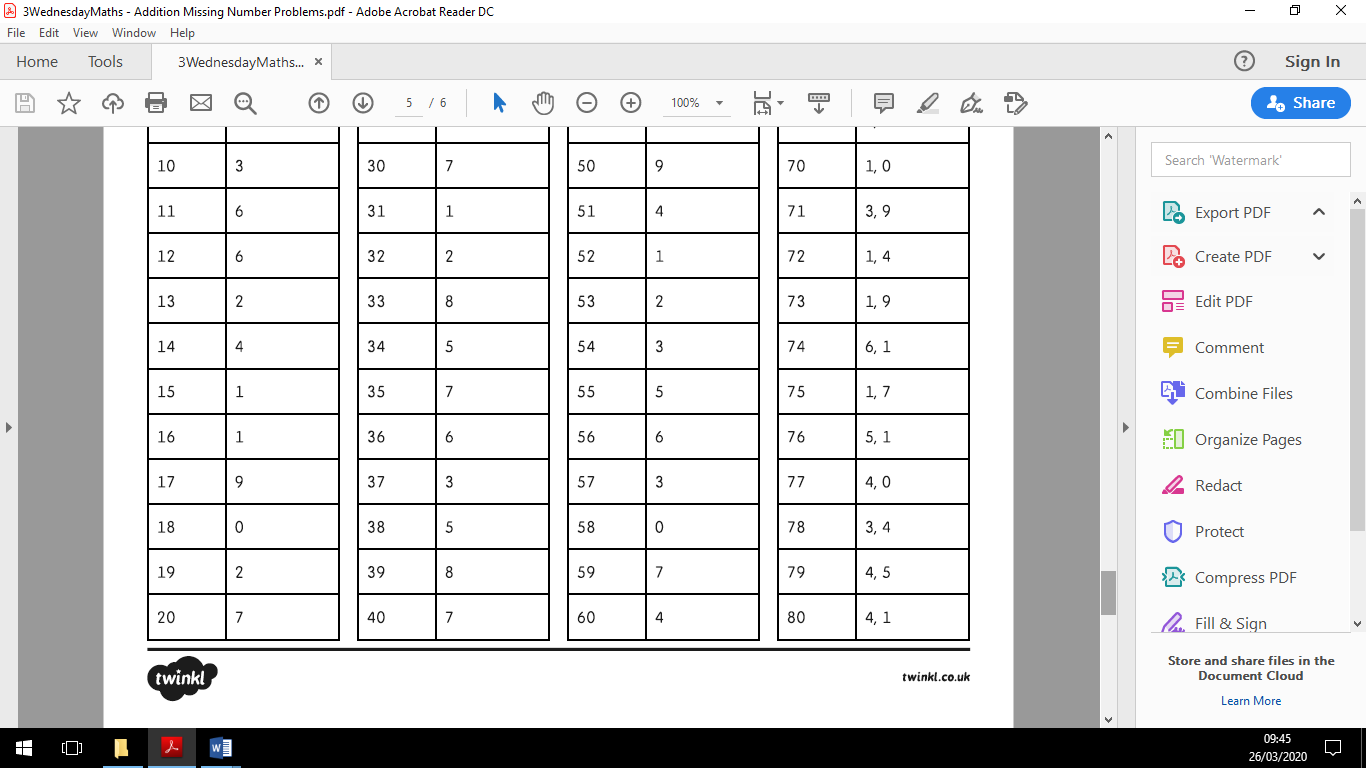 3WednesdayMaths - Addition Missing Number Problems.pdf - Adobe Acrobat Reader DC
File Edit View Window Help
Home Tools 3WednesdayMaths... × ? Sign In
5 / 6 100% Share
10 3 30 7 50 9 70 1, 0
11 6 31 1 51 4 71 3, 9
12 6 32 2 52 1 72 1, 4
13 2 33 8 53 2 73 1, 9
14 4 34 5 54 3 74 6, 1
15 1 35 7 55 5 75 1, 7
16 1 36 6 56 6 76 5, 1
17 9 37 3 57 3 77 4, 0
18 0 38 5 58 0 78 3, 4
19 2 39 8 59 7 79 4, 5
20 7 40 7 60 4 80 4, 1
twinkl twinkl.co.uk
Search 'Watermark'
Export PDF
Create PDF
Edit PDF
Comment
Combine Files
Organize Pages
Redact
Protect
Compress PDF
Fill & Sign
Store and share files in the
Document Cloud
Learn More
09:45
26/03/2020